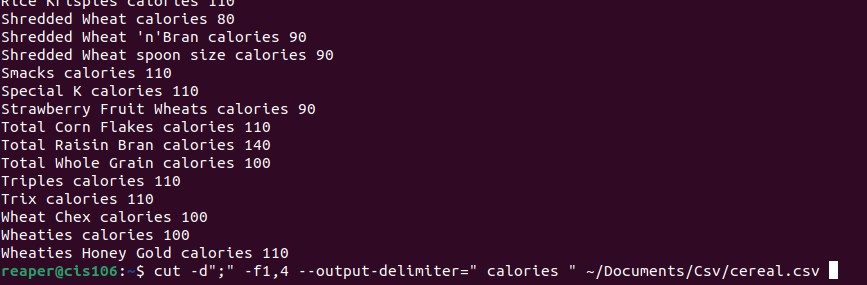 Rice Krispies calories 110
Shredded Wheat calories 80
Shredded Wheat 'n'Bran calories 90
Shredded Wheat spoon size calories 90
Smacks calories 110
Special K calories 110
Strawberry Fruit Wheats calories 90
Total Corn Flakes calories 110
Total Raisin Bran calories 140
Total Whole Grain calories 100
Triples calories 110
Trix calories 110
Wheat Chex calories 100
Wheaties calories 100
Wheaties Honey Gold calories 110
reaper@cis106:~$ cut -d";" -f1,4 --output-delimiter=" calories " ~/Documents/Csv/cereal.csv